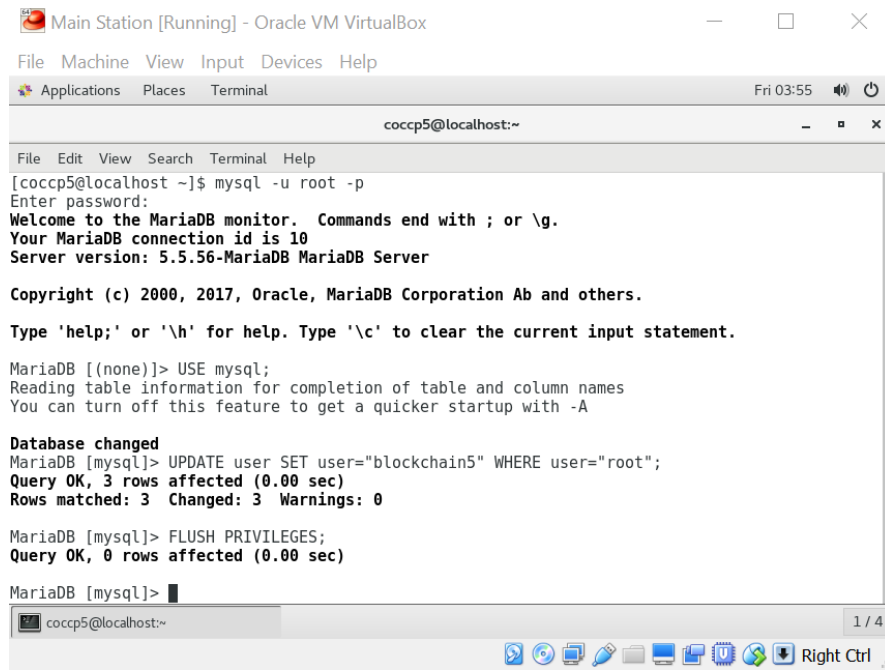 Main Station [Running] - Oracle VM VirtualBox
File Machine View Input Devices Help
Applications Places Terminal Fri 03:55
coccp5@localhost:~
File Edit View Search Terminal Help
[coccp5@localhost ~]$ mysql -u root -p
Enter password:
Welcome to the MariaDB monitor.  Commands end with ; or \g.
Your MariaDB connection id is 10
Server version: 5.5.56-MariaDB MariaDB Server
Copyright (c) 2000, 2017, Oracle, MariaDB Corporation Ab and others.
Type 'help;' or '\h' for help. Type '\c' to clear the current input statement.
MariaDB [(none)]> USE mysql;
Reading table information for completion of table and column names
You can turn off this feature to get a quicker startup with -A
Database changed
MariaDB [mysql]> UPDATE user SET user="blockchain5" WHERE user="root";
Query OK, 3 rows affected (0.00 sec)
Rows matched: 3  Changed: 3  Warnings: 0
MariaDB [mysql]> FLUSH PRIVILEGES;
Query OK, 0 rows affected (0.00 sec)
MariaDB [mysql]>
coccp5@localhost:~ 1 / 4
Right Ctrl